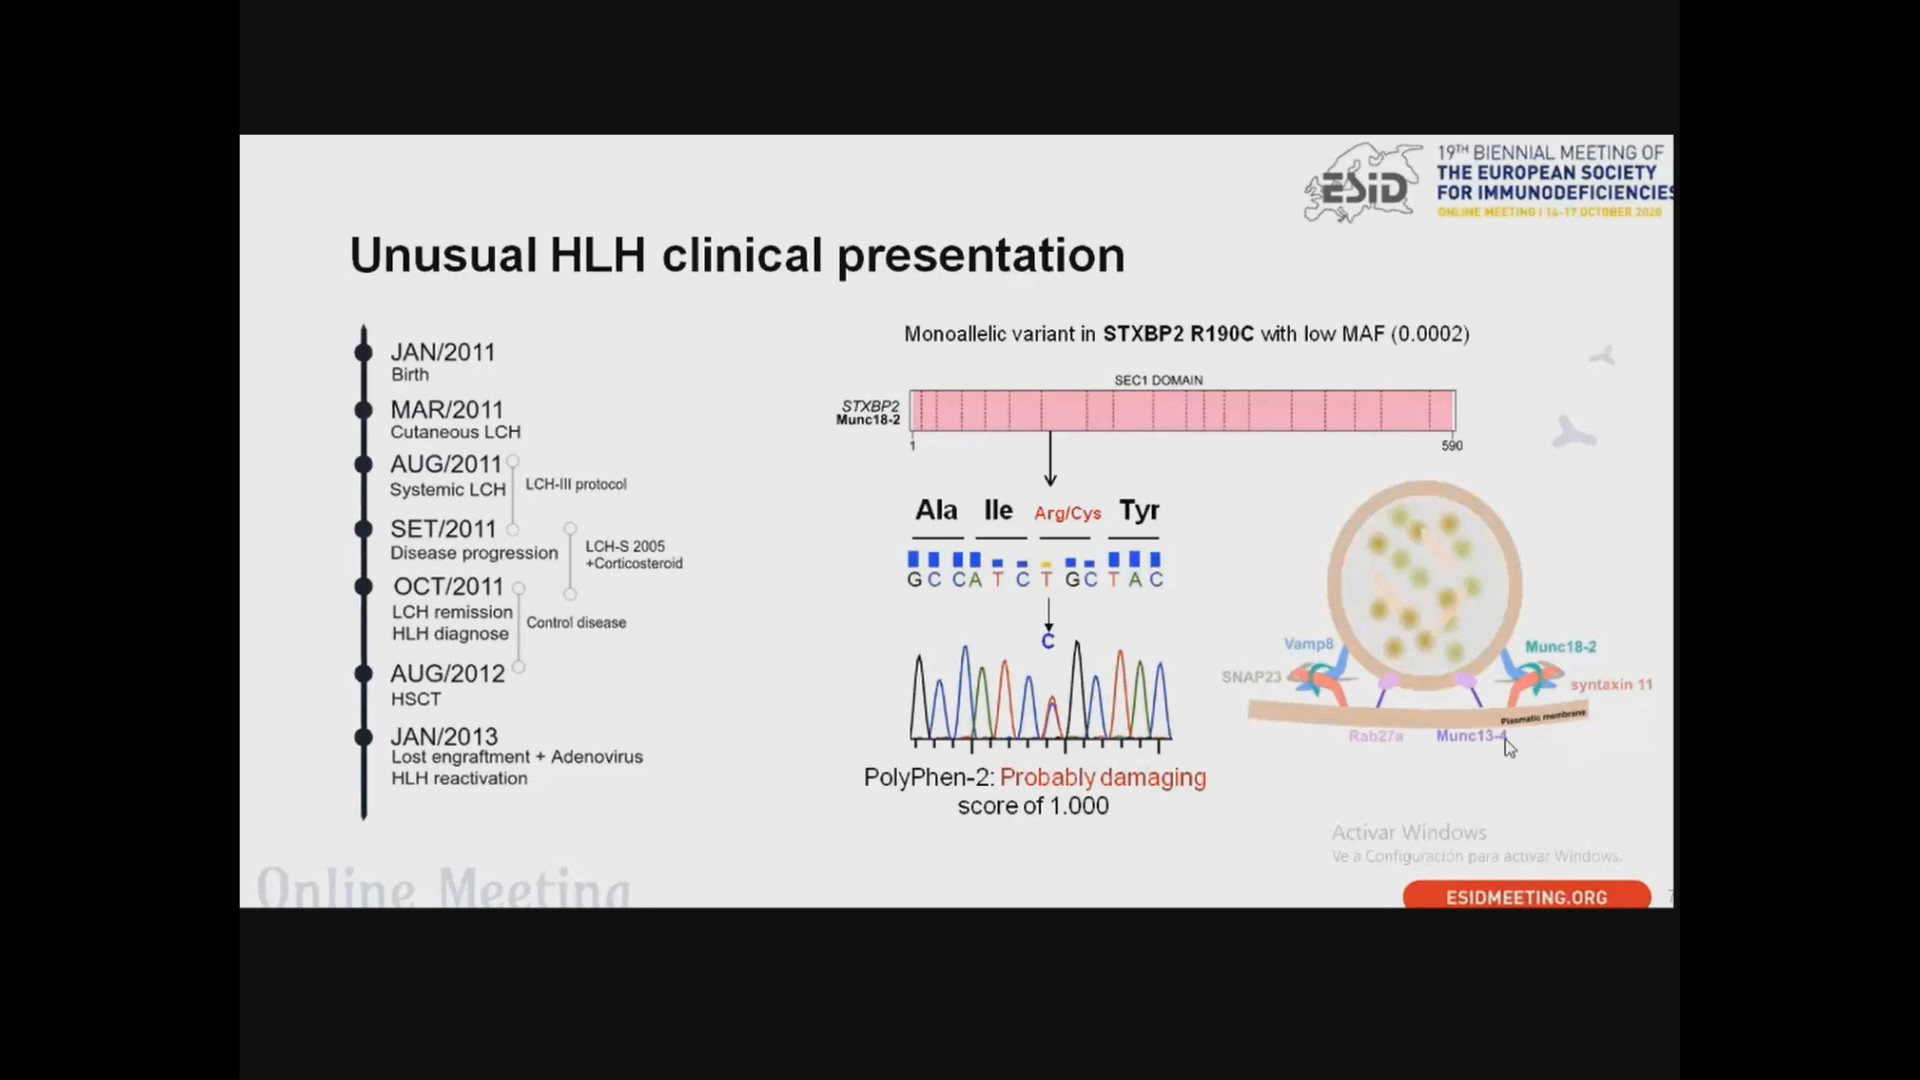 ESiD
19TH BIENNIAL MEETING OF
THE EUROPEAN SOCIETY
FOR IMMUNODEFICIENCIES
ONLINE MEETING | 16-17 OCTOBER 2020
Unusual HLH clinical presentation
JAN/2011
Birth
MAR/2011
Cutaneous LCH
AUG/2011
Systemic LCH
LCH-III protocol
SET/2011
Disease progression
LCH-S 2005
+Corticosteroid
OCT/2011
LCH remission
HLH diagnose
Control disease
AUG/2012
HSCT
JAN/2013
Lost engraftment + Adenovirus
HLH reactivation
Monoallelic variant in STXBP2 R190C with low MAF (0.0002)
SEC1 DOMAIN
STXBP2
Munc18-2
1
590
Ala Ile Arg/Cys Tyr
G C C A T C T G C T A C
C
PolyPhen-2: Probably damaging
score of 1.000
Vamp8
Munc18-2
SNAP23
syntaxin 11
Plasmatic membrane
Rab27a
Munc13-4
Activar Windows
Ve a Configuración para activar Windows.
Online Meeting
ESIDMEETING.ORG